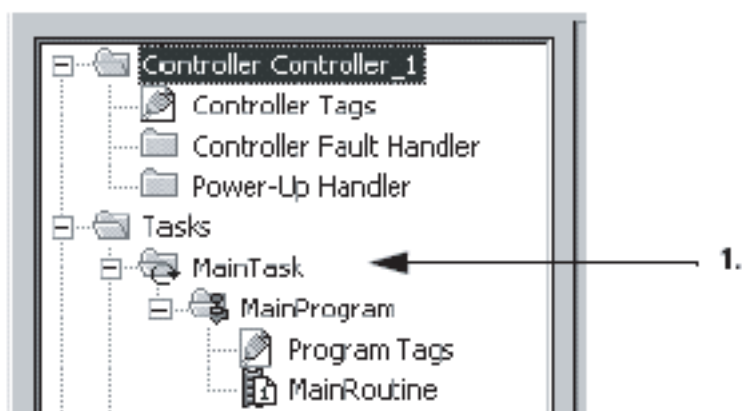 Controller Controller_1
Controller Tags
Controller Fault Handler
Power-Up Handler
Tasks
MainTask
1.
MainProgram
Program Tags
MainRoutine